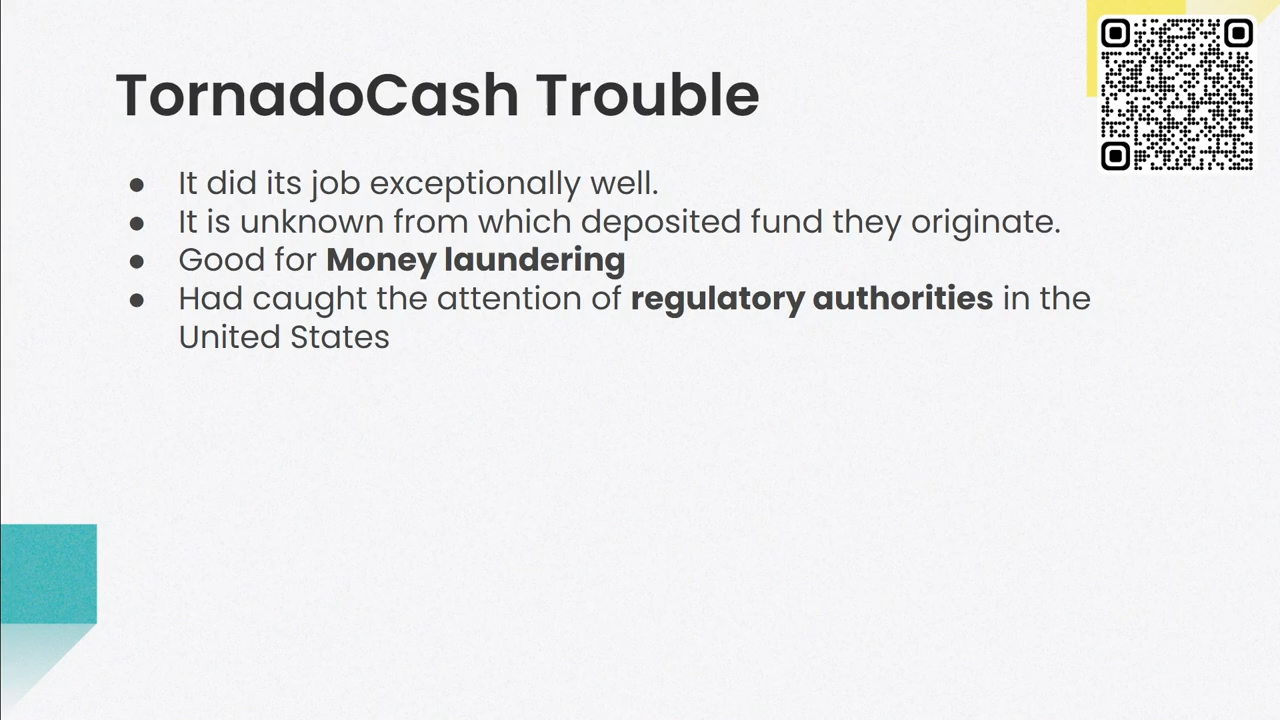 TornadoCash Trouble
● It did its job exceptionally well.
● It is unknown from which deposited fund they originate.
● Good for Money laundering
● Had caught the attention of regulatory authorities in the
United States